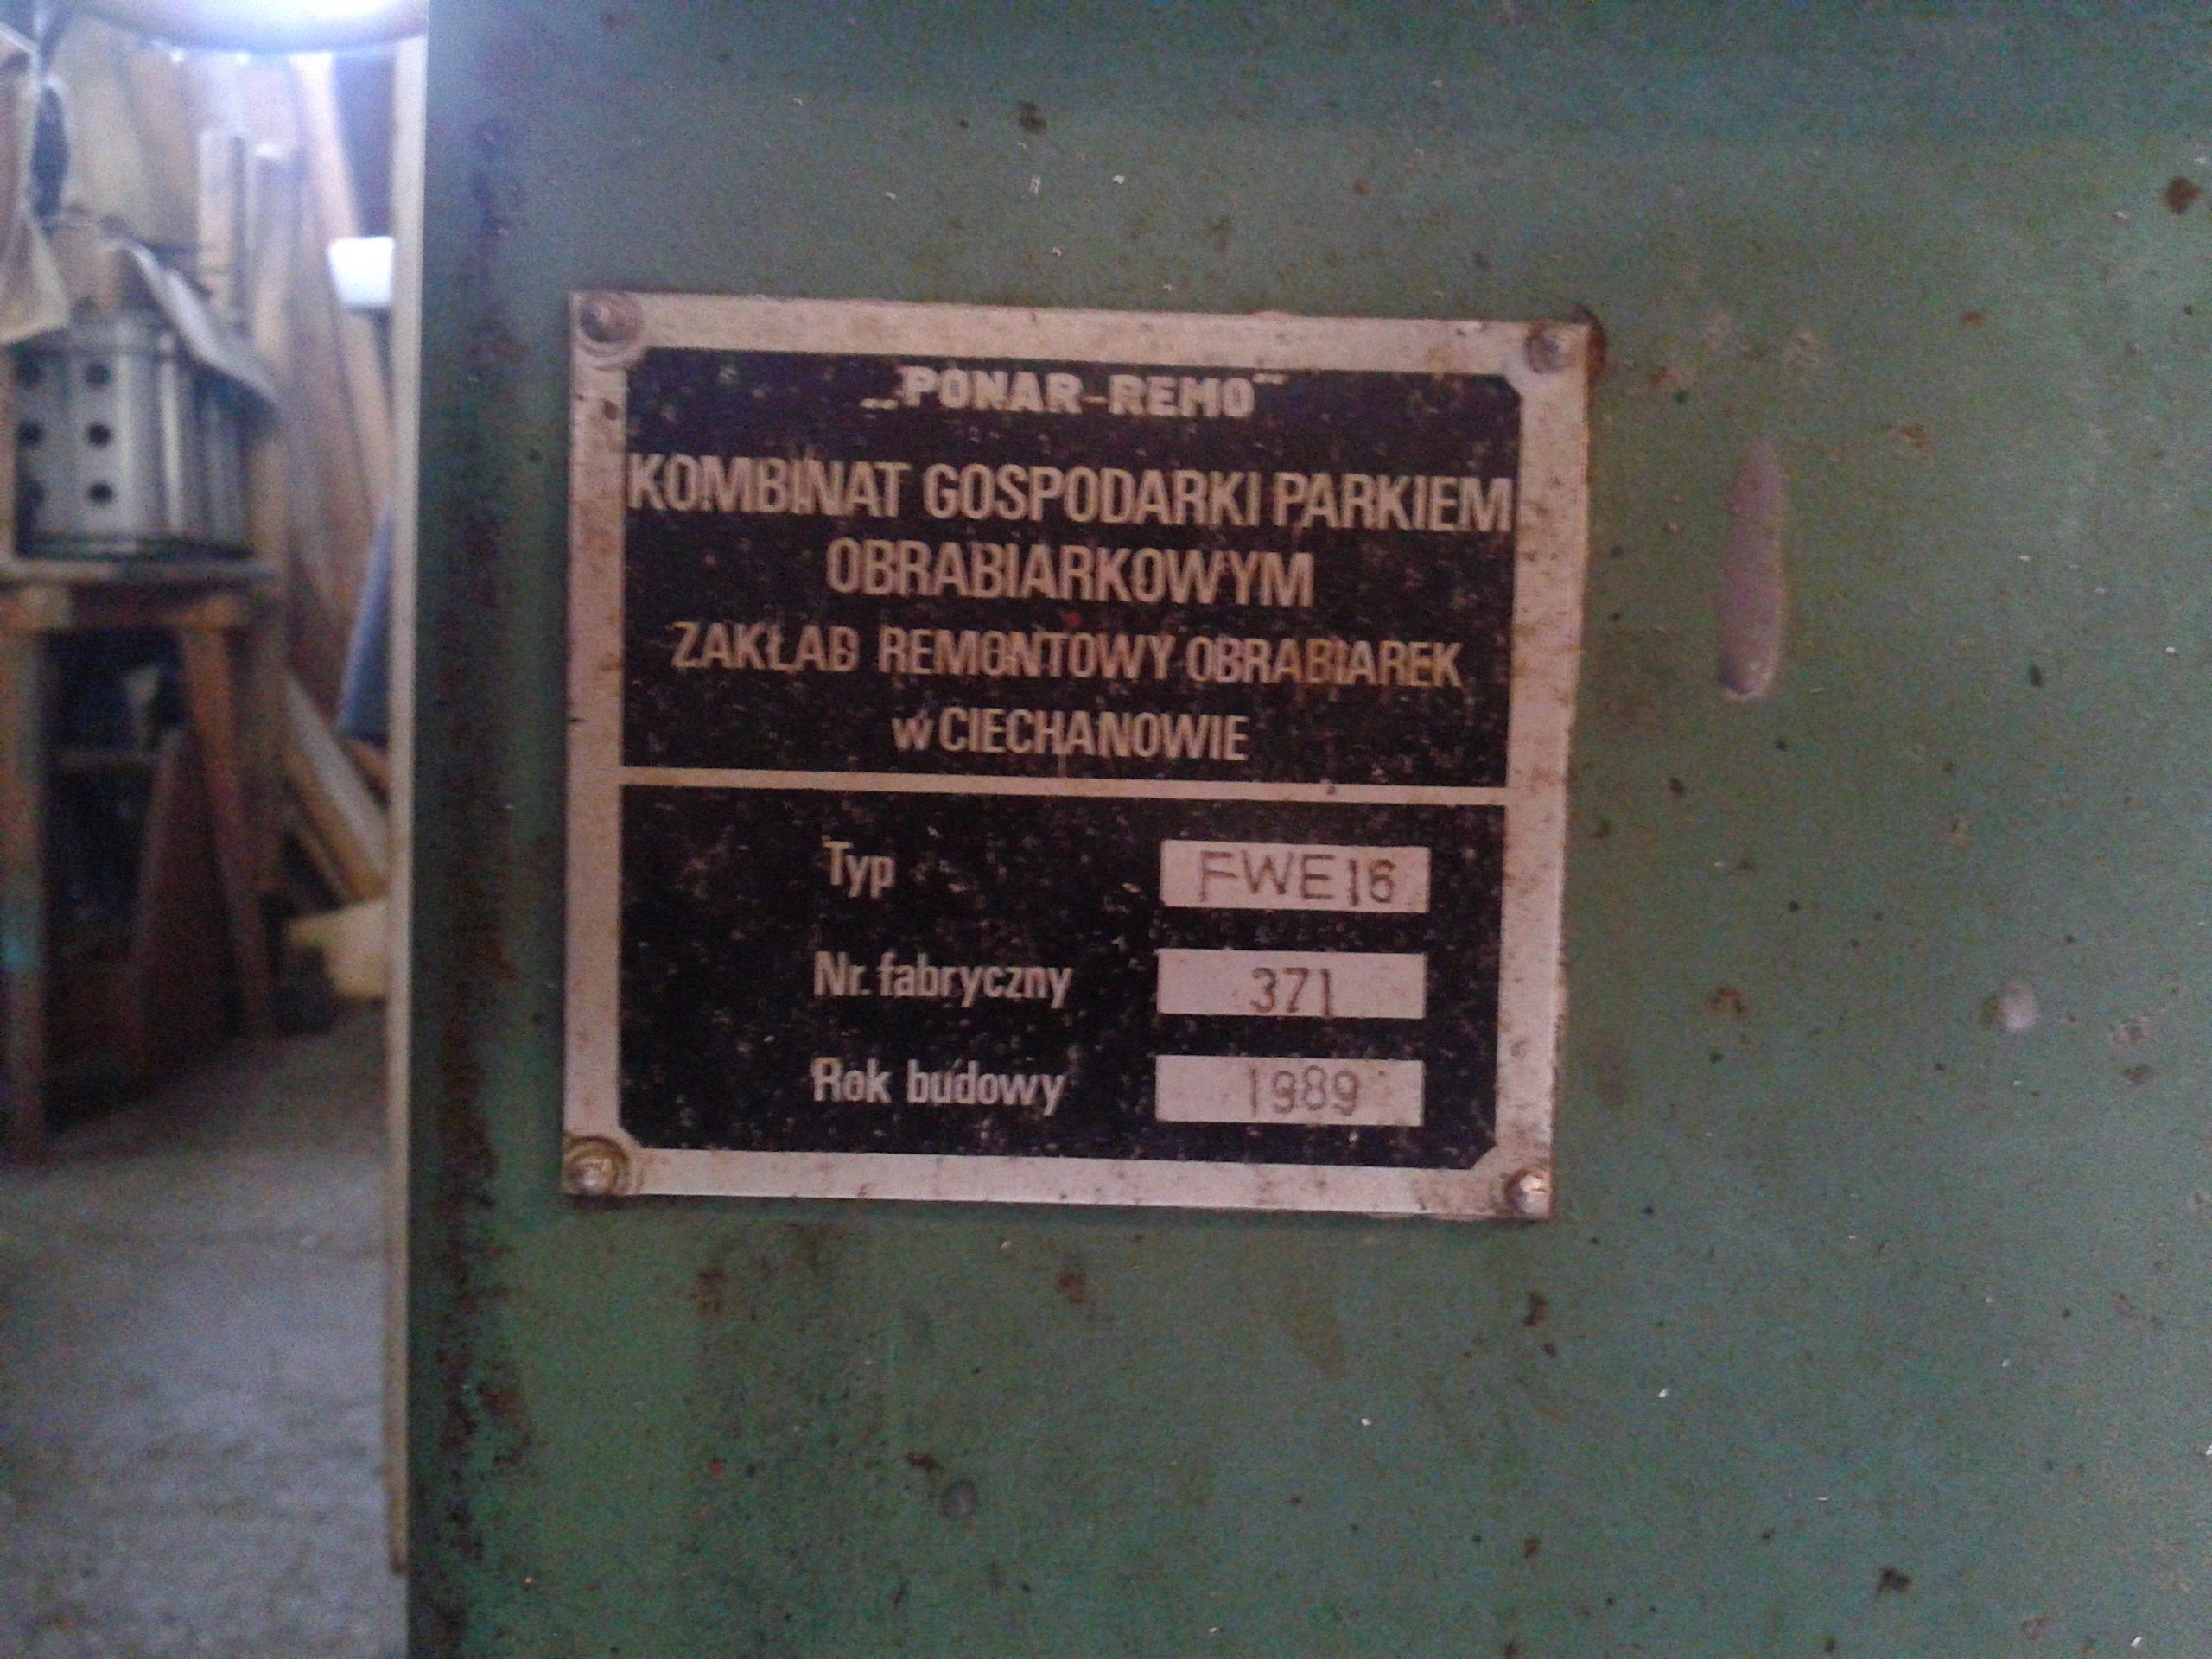 „PONAR-REMO”
KOMBINAT GOSPODARKI PARKIEM
OBRABIARKOWYM
ZAKŁAD REMONTOWY OBRABIAREK
w CIECHANOWIE
Typ FWE16
Nr. fabryczny 371
Rok budowy 1989